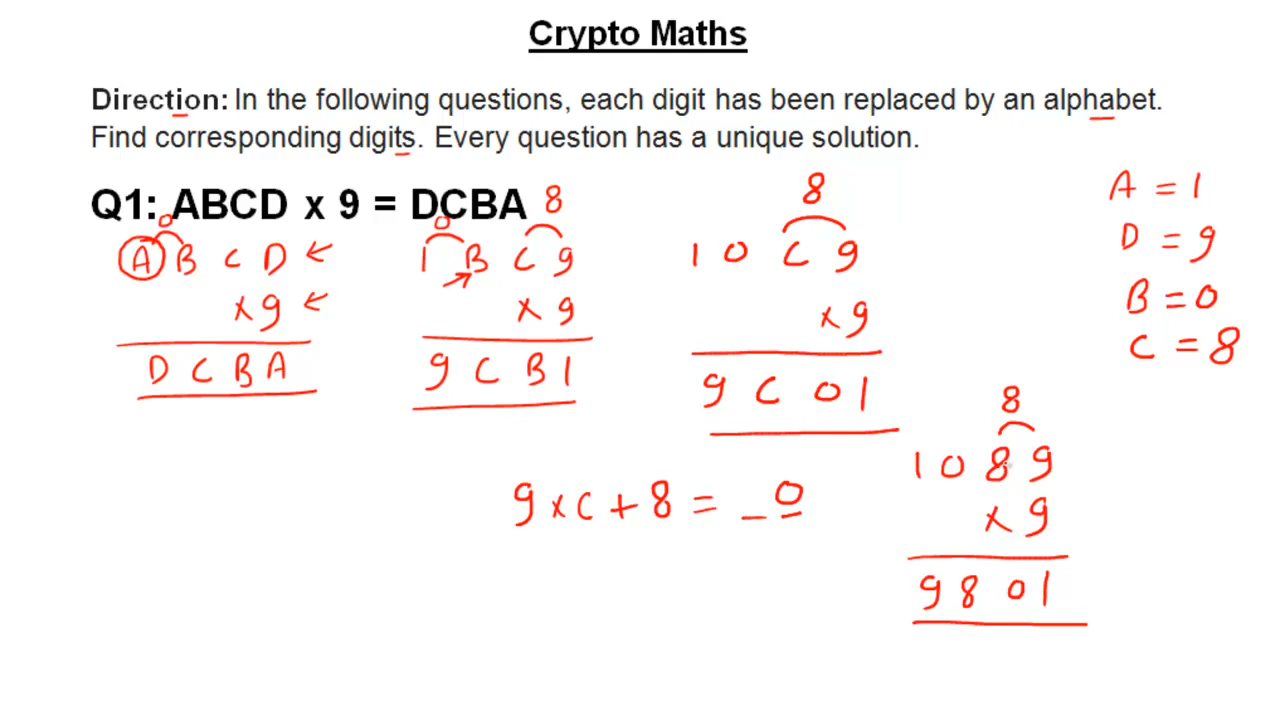 Crypto Maths
Direction: In the following questions, each digit has been replaced by an alphabet.
Find corresponding digits. Every question has a unique solution.
Q1: ABCD x 9 = DCBA
0
A B C D ←
x 9 ←
D C B A
0 8
1 B C 9
x 9
9 C B 1
8
1 0 C 9
x 9
9 C 0 1
A = 1
D = 9
B = 0
C = 8
9 x C + 8 = _ 0
8
1 0 8 9
x 9
9 8 0 1